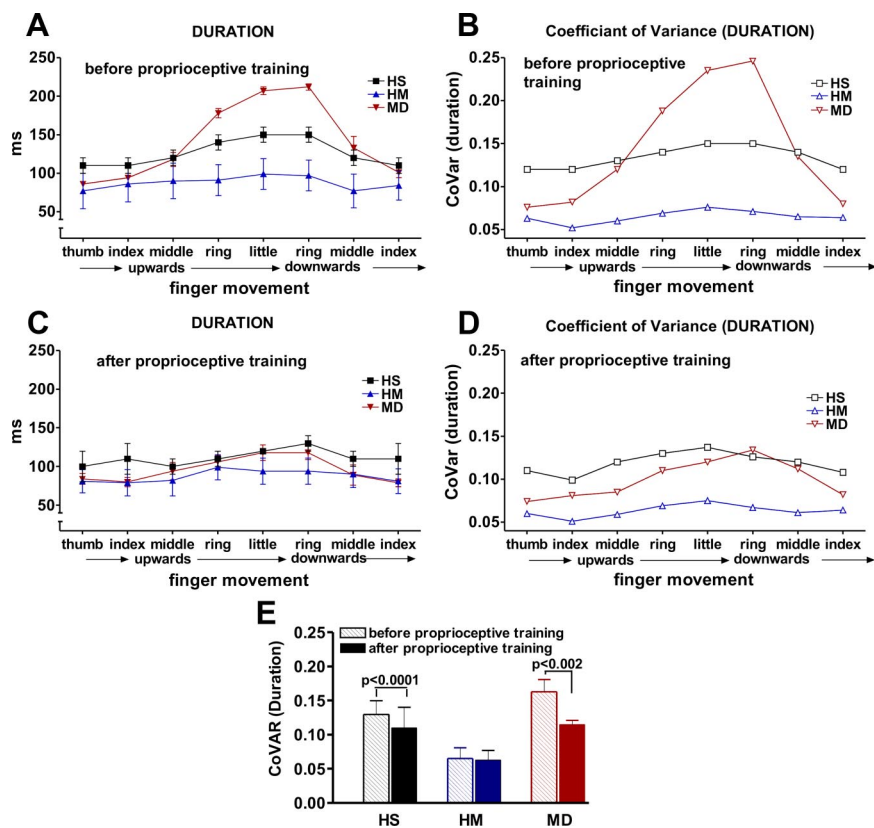 A
DURATION
before proprioceptive training
HS
HM
MD
250
200
150
100
50
ms
thumb index middle ring little ring middle index
upwards downwards
finger movement
B
Coefficiant of Variance (DURATION)
before proprioceptive
training
HS
HM
MD
0.25
0.20
0.15
0.10
0.05
CoVar (duration)
thumb index middle ring little ring middle index
upwards downwards
finger movement
C
DURATION
after proprioceptive training
HS
HM
MD
250
200
150
100
50
ms
thumb index middle ring little ring middle index
upwards downwards
finger movement
D
Coefficient of Variance (DURATION)
after proprioceptive training
HS
HM
MD
0.25
0.20
0.15
0.10
0.05
CoVar (duration)
thumb index middle ring little ring middle index
upwards downwards
finger movement
E
before proprioceptive training
after proprioceptive training
0.25
0.20
0.15
0.10
0.05
0.00
CoVAR (Duration)
p<0.0001
p<0.002
HS HM MD